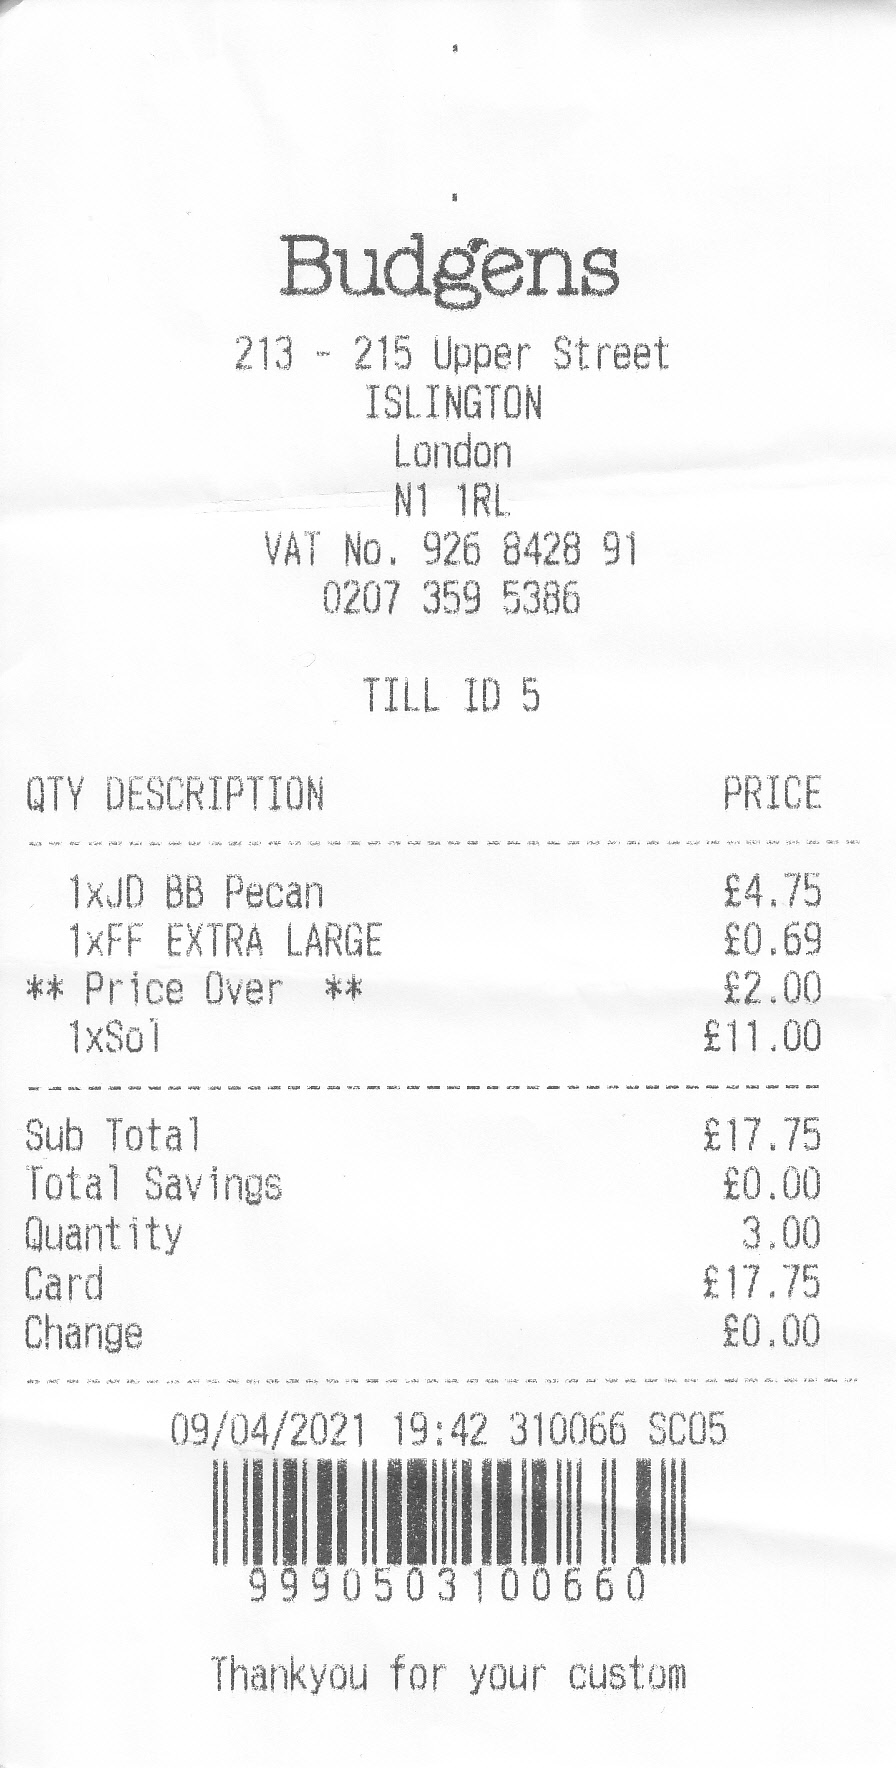 Budgens
213 - 215 Upper Street
ISLINGTON
London
N1 1RL
VAT No. 926 8428 91
0207 359 5386
TILL ID 5
QTY DESCRIPTION PRICE
1xJD BB Pecan £4.75
1xFF EXTRA LARGE £0.69
** Price Over ** £2.00
1xSol £11.00
Sub Total £17.75
Total Savings £0.00
Quantity 3.00
Card £17.75
Change £0.00
09/04/2021 19:42 310066 SC05
9990503100660
Thankyou for your custom